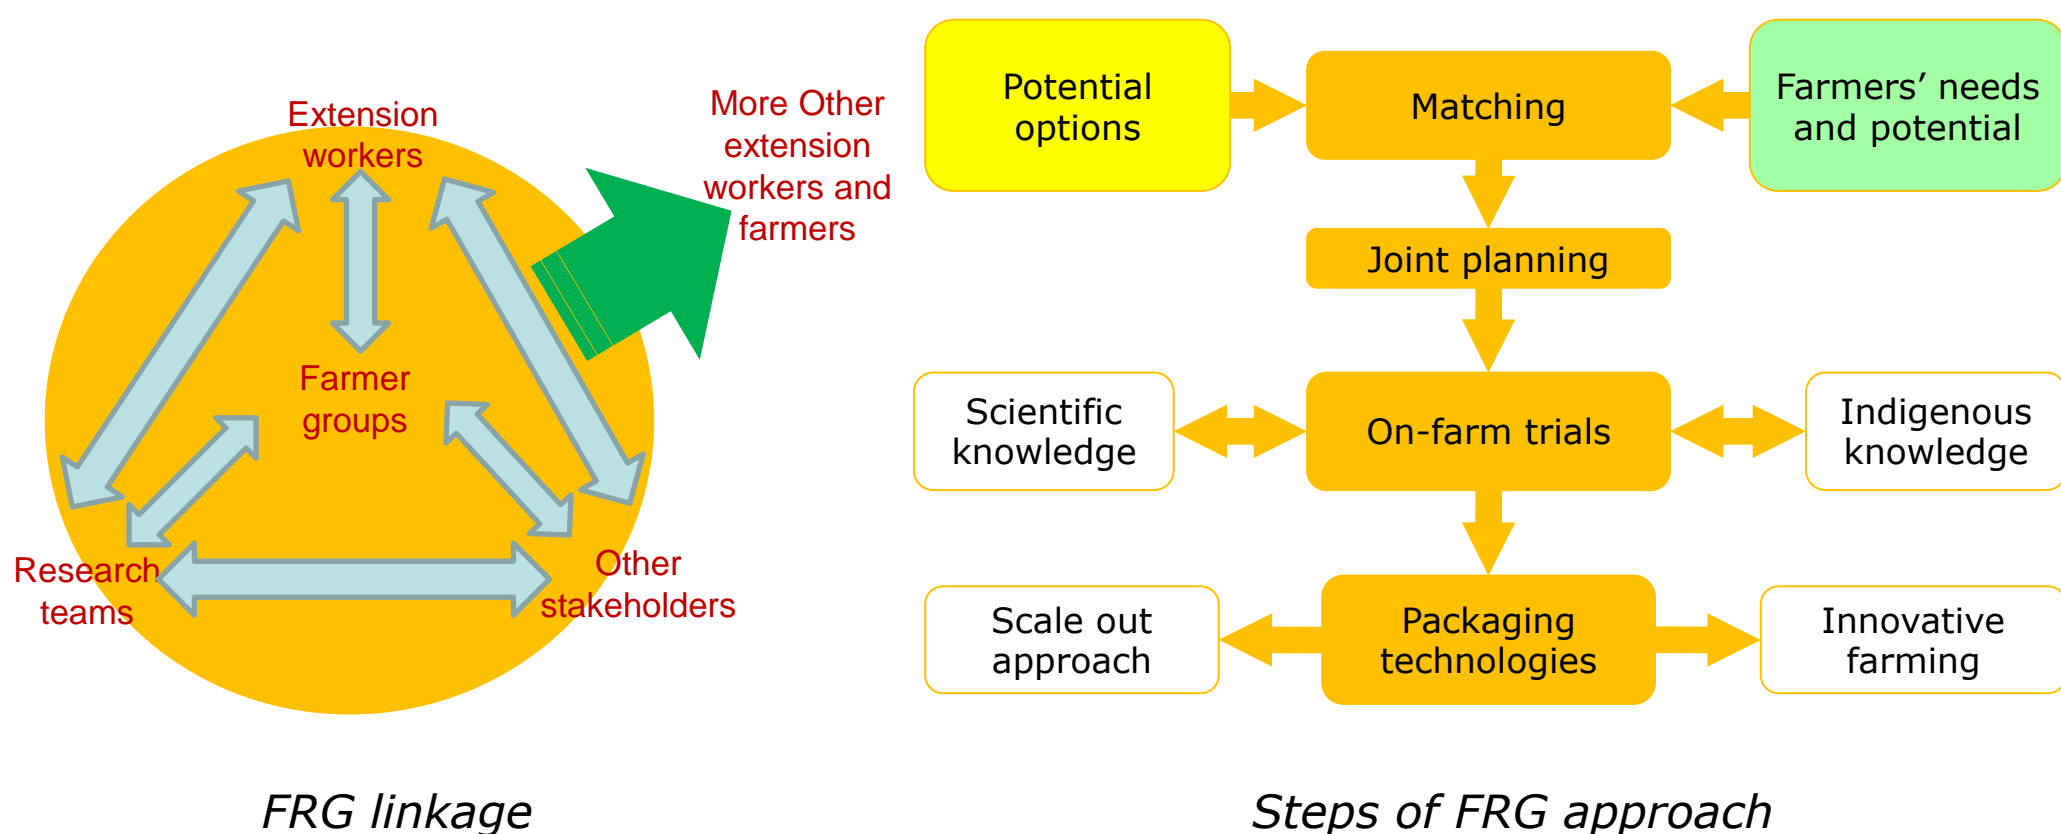 Extension
workers
More Other
extension
workers and
farmers
Farmer
groups
Research
teams
Other
stakeholders
FRG linkage
Potential
options
Matching
Farmers’ needs
and potential
Joint planning
Scientific
knowledge
On-farm trials
Indigenous
knowledge
Scale out
approach
Packaging
technologies
Innovative
farming
Steps of FRG approach